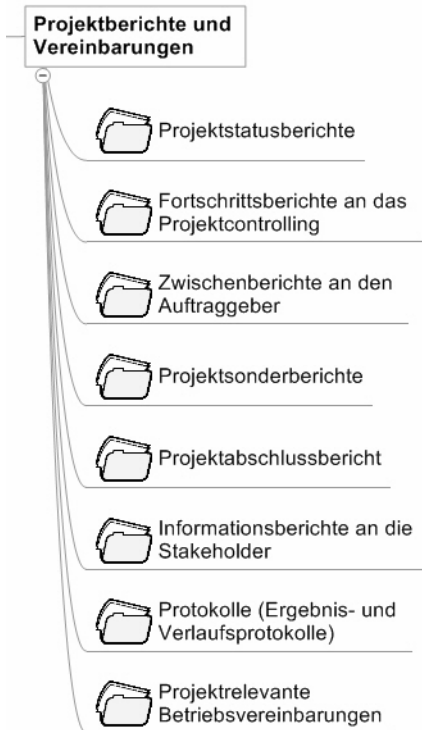 Projektberichte und
Vereinbarungen
Projektstatusberichte
Fortschrittsberichte an das
Projektcontrolling
Zwischenberichte an den
Auftraggeber
Projektsonderberichte
Projektabschlussbericht
Informationsberichte an die
Stakeholder
Protokolle (Ergebnis- und
Verlaufsprotokolle)
Projektrelevante
Betriebsvereinbarungen